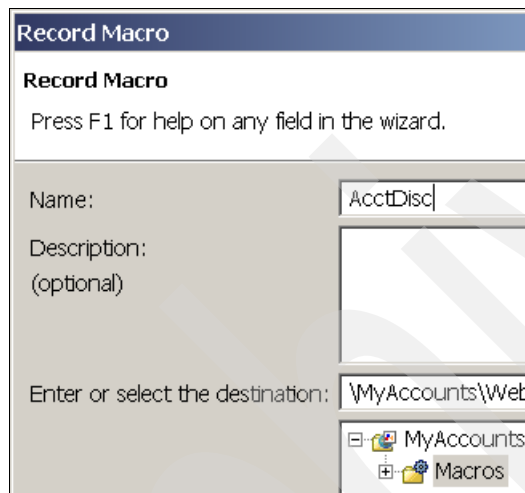 Record Macro
Record Macro
Press F1 for help on any field in the wizard.
Name: AcctDisc
Description:
(optional)
Enter or select the destination: \MyAccounts\Web
MyAccounts
Macros